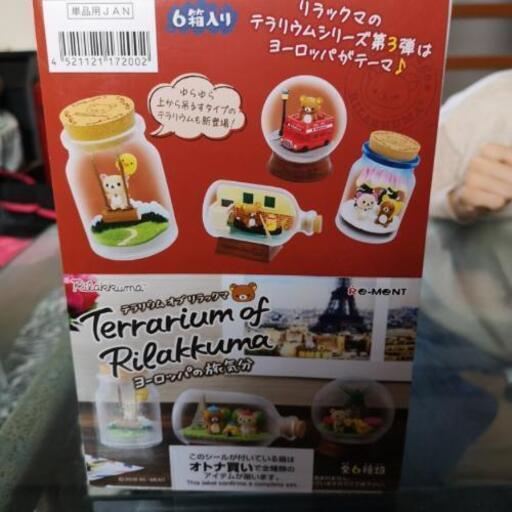 単品用JAN
4 521121 172002
6箱入り
リラックマの
テラリウムシリーズ第3弾は
ヨーロッパがテーマ♪
ゆらゆら
上から吊るすタイプの
テラリウムも新登場!
Rilakkuma
RE-MENT
テラリウム オブ リラックマ
Terrarium of
Rilakkuma
ヨーロッパの旅気分
このシールが付いている箱は
オトナ買いで全種類の
アイテムが揃います。
This label confirms a complete set.
全6種類